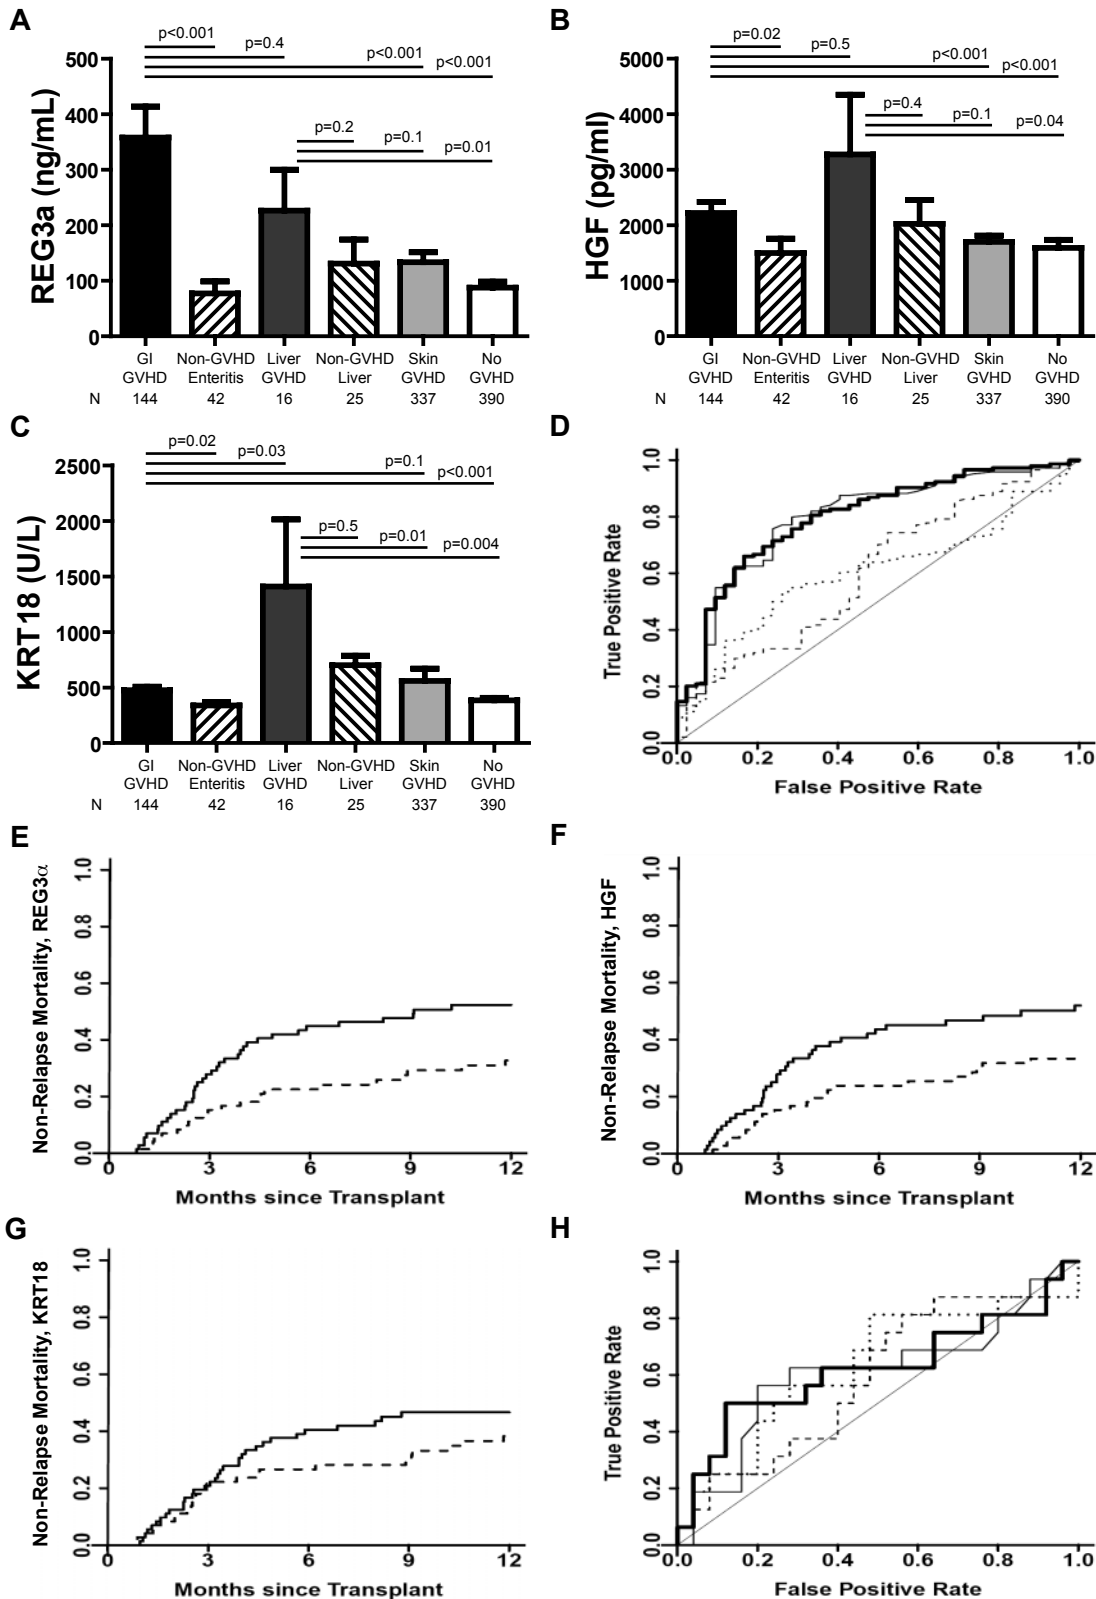 A
p<0.001
p=0.4
p<0.001
p<0.001
p=0.2
p=0.1
p=0.01
REG3a (ng/mL)
500
400
300
200
100
0
GI GVHD
Non-GVHD Enteritis
Liver GVHD
Non-GVHD Liver
Skin GVHD
No GVHD
N 144 42 16 25 337 390
B
p=0.02
p=0.5
p<0.001
p<0.001
p=0.4
p=0.1
p=0.04
HGF (pg/ml)
5000
4000
3000
2000
1000
0
GI GVHD
Non-GVHD Enteritis
Liver GVHD
Non-GVHD Liver
Skin GVHD
No GVHD
N 144 42 16 25 337 390
C
p=0.02
p=0.03
p=0.1
p<0.001
p=0.5
p=0.01
p=0.004
KRT18 (U/L)
2500
2000
1500
1000
500
0
GI GVHD
Non-GVHD Enteritis
Liver GVHD
Non-GVHD Liver
Skin GVHD
No GVHD
N 144 42 16 25 337 390
D
True Positive Rate
1.0
0.8
0.6
0.4
0.2
0.0
0.0 0.2 0.4 0.6 0.8 1.0
False Positive Rate
E
Non-Relapse Mortality, REG3α
1.0
0.8
0.6
0.4
0.2
0.0
0 3 6 9 12
Months since Transplant
F
Non-Relapse Mortality, HGF
1.0
0.8
0.6
0.4
0.2
0.0
0 3 6 9 12
Months since Transplant
G
Non-Relapse Mortality, KRT18
1.0
0.8
0.6
0.4
0.2
0.0
0 3 6 9 12
Months since Transplant
H
True Positive Rate
1.0
0.8
0.6
0.4
0.2
0.0
0.0 0.2 0.4 0.6 0.8 1.0
False Positive Rate